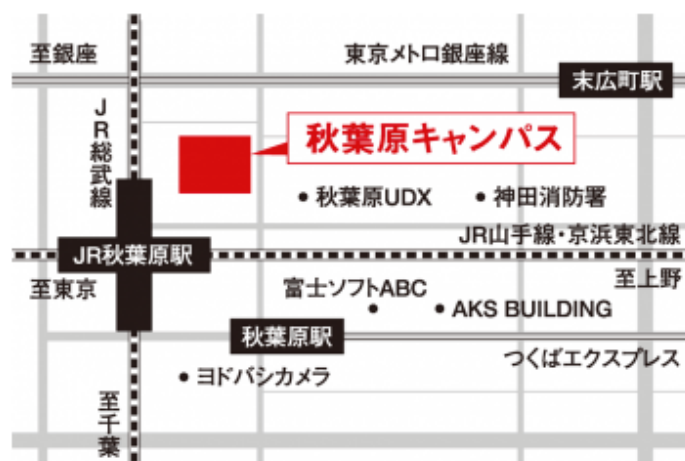 至銀座
東京メトロ銀座線
末広町駅
JR総武線
秋葉原キャンパス
秋葉原UDX
神田消防署
JR山手線・京浜東北線
JR秋葉原駅
至東京
至上野
富士ソフトABC
AKS BUILDING
秋葉原駅
つくばエクスプレス
ヨドバシカメラ
至千葉